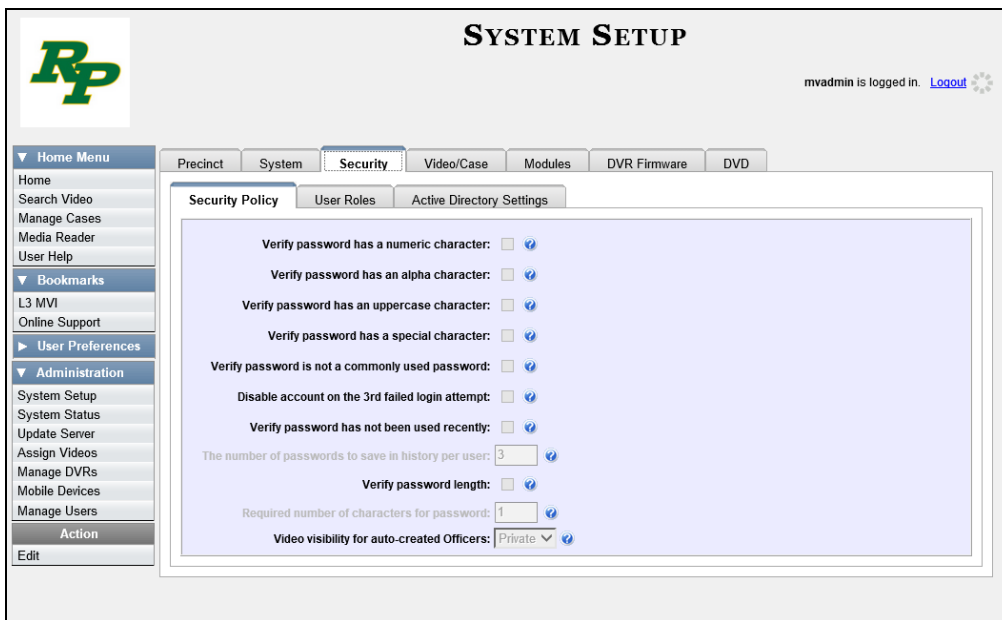 RP
SYSTEM SETUP
mvadmin is logged in. Logout
▼ Home Menu
Home
Search Video
Manage Cases
Media Reader
User Help
▼ Bookmarks
L3 MVI
Online Support
► User Preferences
▼ Administration
System Setup
System Status
Update Server
Assign Videos
Manage DVRs
Mobile Devices
Manage Users
Action
Edit
Precinct System Security Video/Case Modules DVR Firmware DVD
Security Policy User Roles Active Directory Settings
Verify password has a numeric character: ?
Verify password has an alpha character: ?
Verify password has an uppercase character: ?
Verify password has a special character: ?
Verify password is not a commonly used password: ?
Disable account on the 3rd failed login attempt: ?
Verify password has not been used recently: ?
The number of passwords to save in history per user: 3 ?
Verify password length: ?
Required number of characters for password: 1 ?
Video visibility for auto-created Officers: Private ?